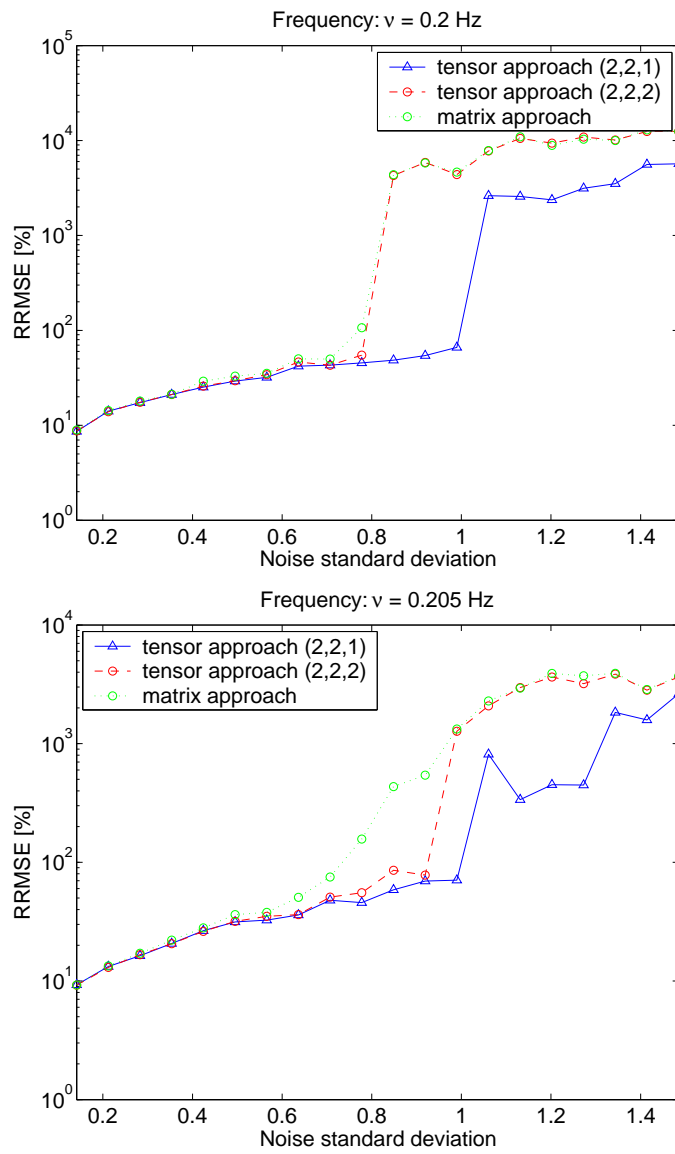 Frequency: ν = 0.2 Hz
10^5
10^4
10^3
10^2
10^1
10^0
RRMSE [%]
tensor approach (2,2,1)
tensor approach (2,2,2)
matrix approach
0.2 0.4 0.6 0.8 1 1.2 1.4
Noise standard deviation
Frequency: ν = 0.205 Hz
10^4
10^3
10^2
10^1
10^0
RRMSE [%]
tensor approach (2,2,1)
tensor approach (2,2,2)
matrix approach
0.2 0.4 0.6 0.8 1 1.2 1.4
Noise standard deviation